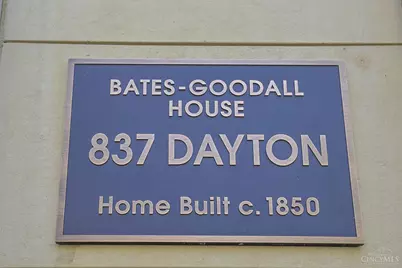 BATES-GOODALL
HOUSE
837 DAYTON
Home Built c.1850